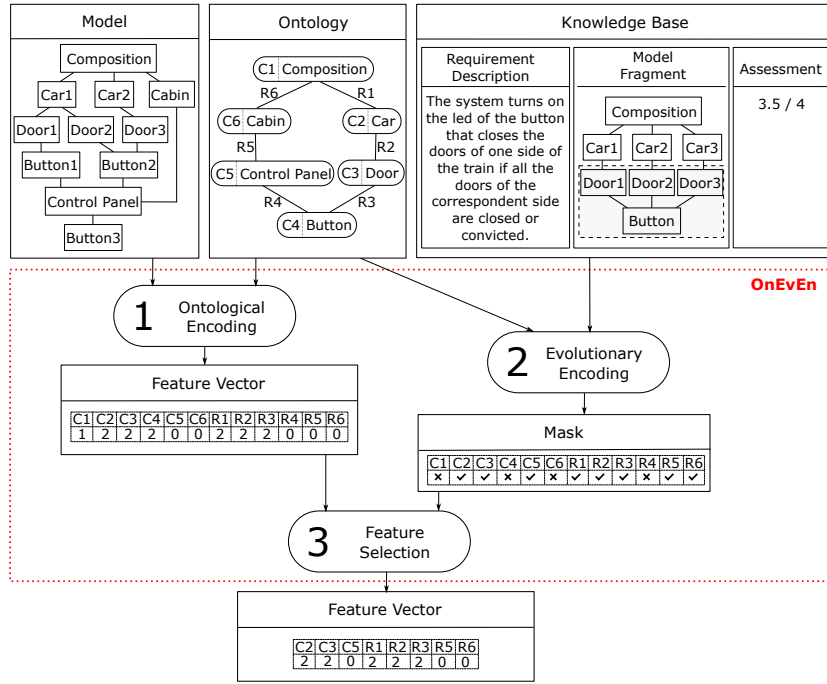 Model
Composition
Car1 Car2 Cabin
Door1 Door2 Door3
Button1 Button2
Control Panel
Button3
Ontology
C1 Composition
R6 R1
C6 Cabin C2 Car
R5 R2
C5 Control Panel C3 Door
R4 R3
C4 Button
Knowledge Base
Requirement
Description
The system turns on
the led of the button
that closes the
doors of one side of
the train if all the
doors of the
correspondent side
are closed or
convicted.
Model
Fragment
Composition
Car1 Car2 Car3
Door1 Door2 Door3
Button
Assessment
3.5 / 4
OnEvEn
1 Ontological
Encoding
2 Evolutionary
Encoding
Feature Vector
C1 C2 C3 C4 C5 C6 R1 R2 R3 R4 R5 R6
1 2 2 2 0 0 2 2 2 0 0 0
Mask
C1 C2 C3 C4 C5 C6 R1 R2 R3 R4 R5 R6
× ✓ ✓ × ✓ × ✓ ✓ ✓ × ✓ ✓
3 Feature
Selection
Feature Vector
C2 C3 C5 R1 R2 R3 R5 R6
2 2 0 2 2 2 0 0